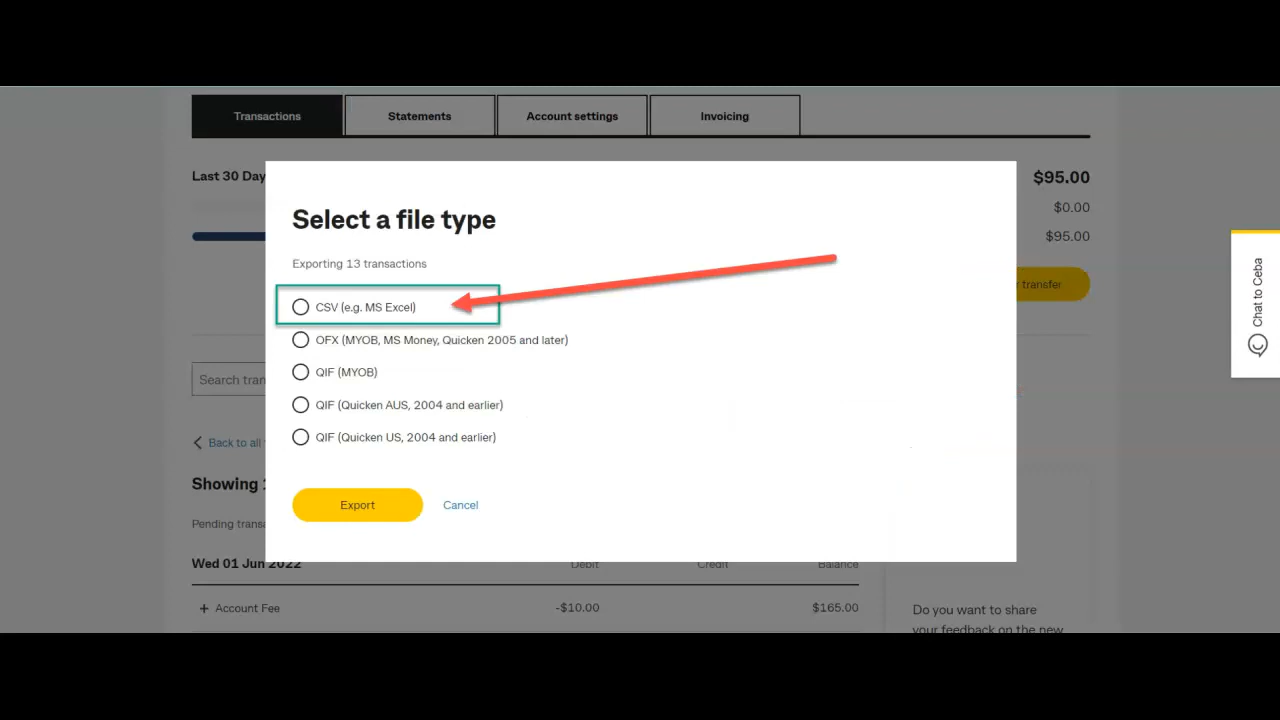 Transactions
Statements
Account settings
Invoicing
Last 30 Day
$95.00
$0.00
$95.00
transfer
Chat to Ceba
Select a file type
Exporting 13 transactions
CSV (e.g. MS Excel)
OFX (MYOB, MS Money, Quicken 2005 and later)
QIF (MYOB)
QIF (Quicken AUS, 2004 and earlier)
QIF (Quicken US, 2004 and earlier)
Export
Cancel
Search tran
Back to all
Showing 1
Pending transa
Wed 01 Jun 2022
Debit
Credit
Balance
+ Account Fee
-$10.00
$165.00
Do you want to share
your feedback on the new